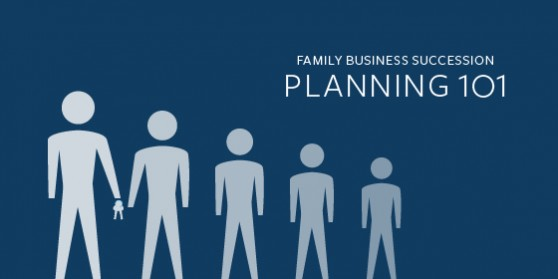 FAMILY BUSINESS SUCCESSION
PLANNING 101